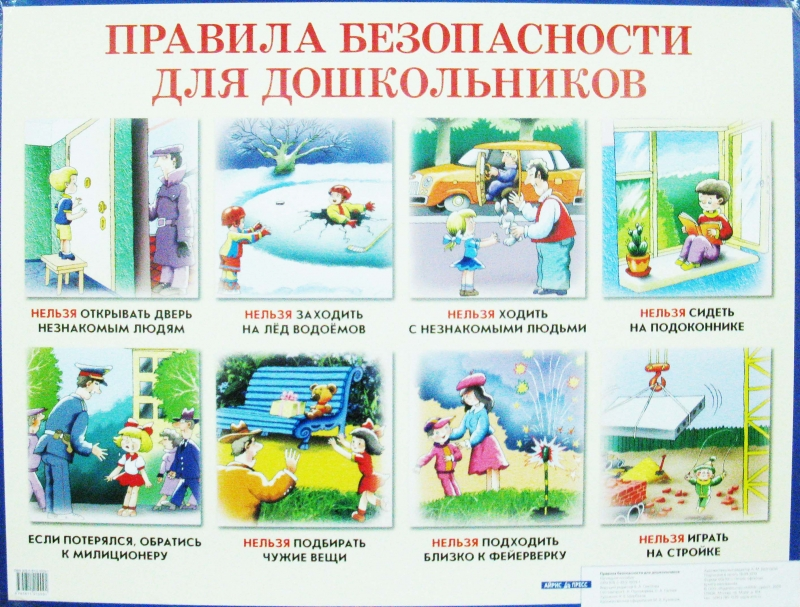 ПРАВИЛА БЕЗОПАСНОСТИ
ДЛЯ ДОШКОЛЬНИКОВ
НЕЛЬЗЯ ОТКРЫВАТЬ ДВЕРЬ
НЕЗНАКОМЫМ ЛЮДЯМ
НЕЛЬЗЯ ЗАХОДИТЬ
НА ЛЁД ВОДОЁМОВ
НЕЛЬЗЯ ХОДИТЬ
С НЕЗНАКОМЫМИ ЛЮДЬМИ
НЕЛЬЗЯ СИДЕТЬ
НА ПОДОКОННИКЕ
ЕСЛИ ПОТЕРЯЛСЯ, ОБРАТИСЬ
К МИЛИЦИОНЕРУ
НЕЛЬЗЯ ПОДБИРАТЬ
ЧУЖИЕ ВЕЩИ
НЕЛЬЗЯ ПОДХОДИТЬ
БЛИЗКО К ФЕЙЕРВЕРКУ
НЕЛЬЗЯ ИГРАТЬ
НА СТРОЙКЕ
АЙРИС ПРЕСС